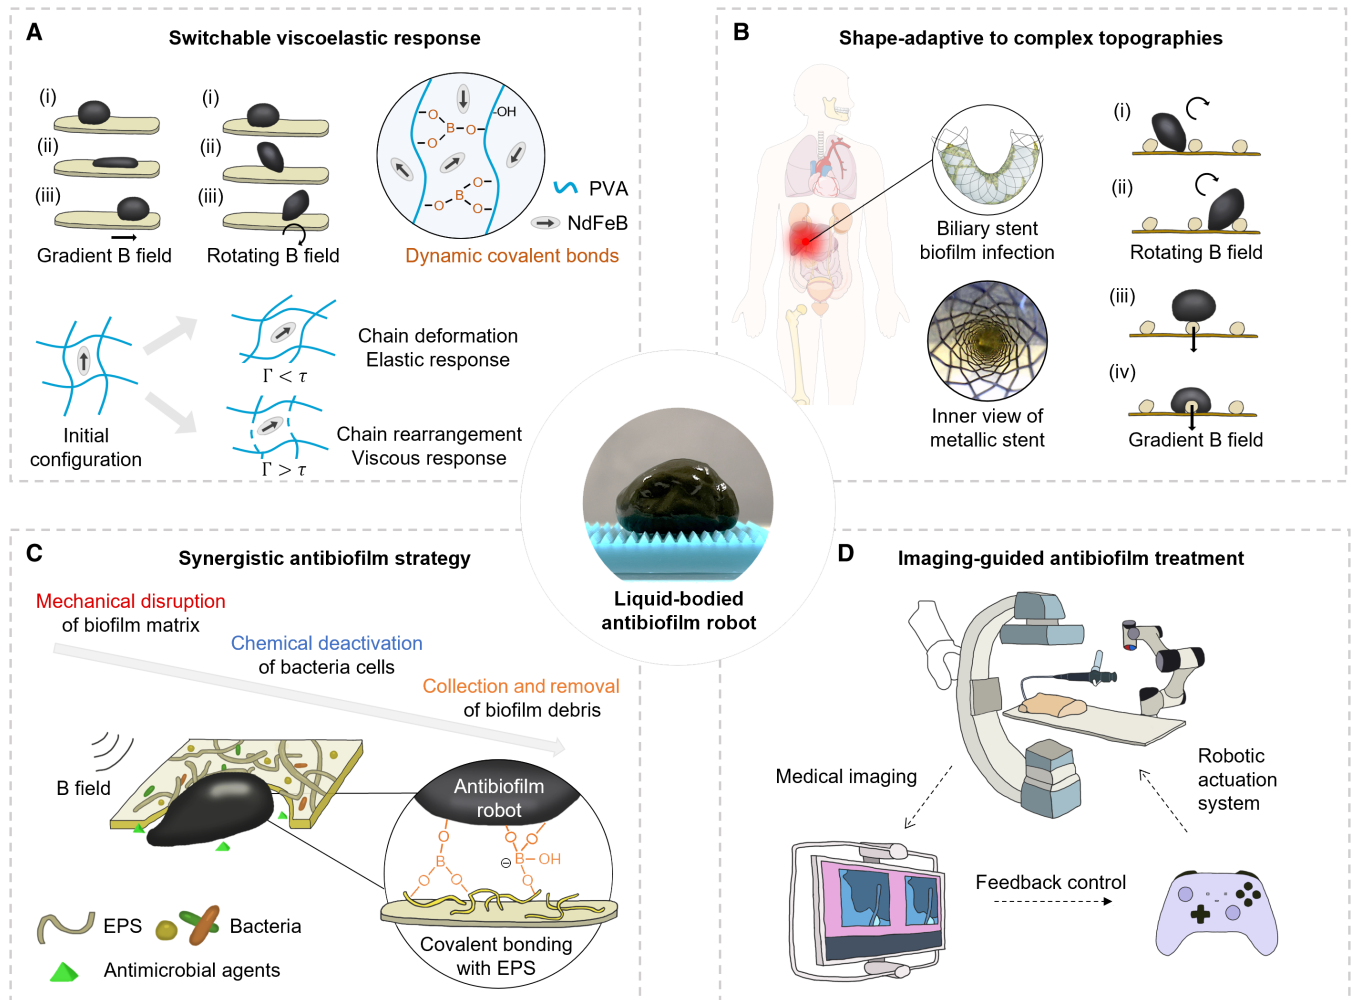 A
Switchable viscoelastic response
(i)
(ii)
(iii)
Gradient B field
(i)
(ii)
(iii)
Rotating B field
O
B
O
O
-OH
O
B
O
O
PVA
NdFeB
Dynamic covalent bonds
Initial
configuration
Chain deformation
Elastic response
Γ < τ
Chain rearrangement
Viscous response
Γ > τ
B
Shape-adaptive to complex topographies
Biliary stent
biofilm infection
Inner view of
metallic stent
(i)
(ii)
Rotating B field
(iii)
(iv)
Gradient B field
Liquid-bodied
antibiofilm robot
C
Synergistic antibiofilm strategy
Mechanical disruption
of biofilm matrix
Chemical deactivation
of bacteria cells
Collection and removal
of biofilm debris
B field
Antibiofilm
robot
O
B
O
O
O
O
⊖
B
OH
O
Covalent bonding
with EPS
EPS
Bacteria
Antimicrobial agents
D
Imaging-guided antibiofilm treatment
Medical imaging
Robotic
actuation
system
Feedback control